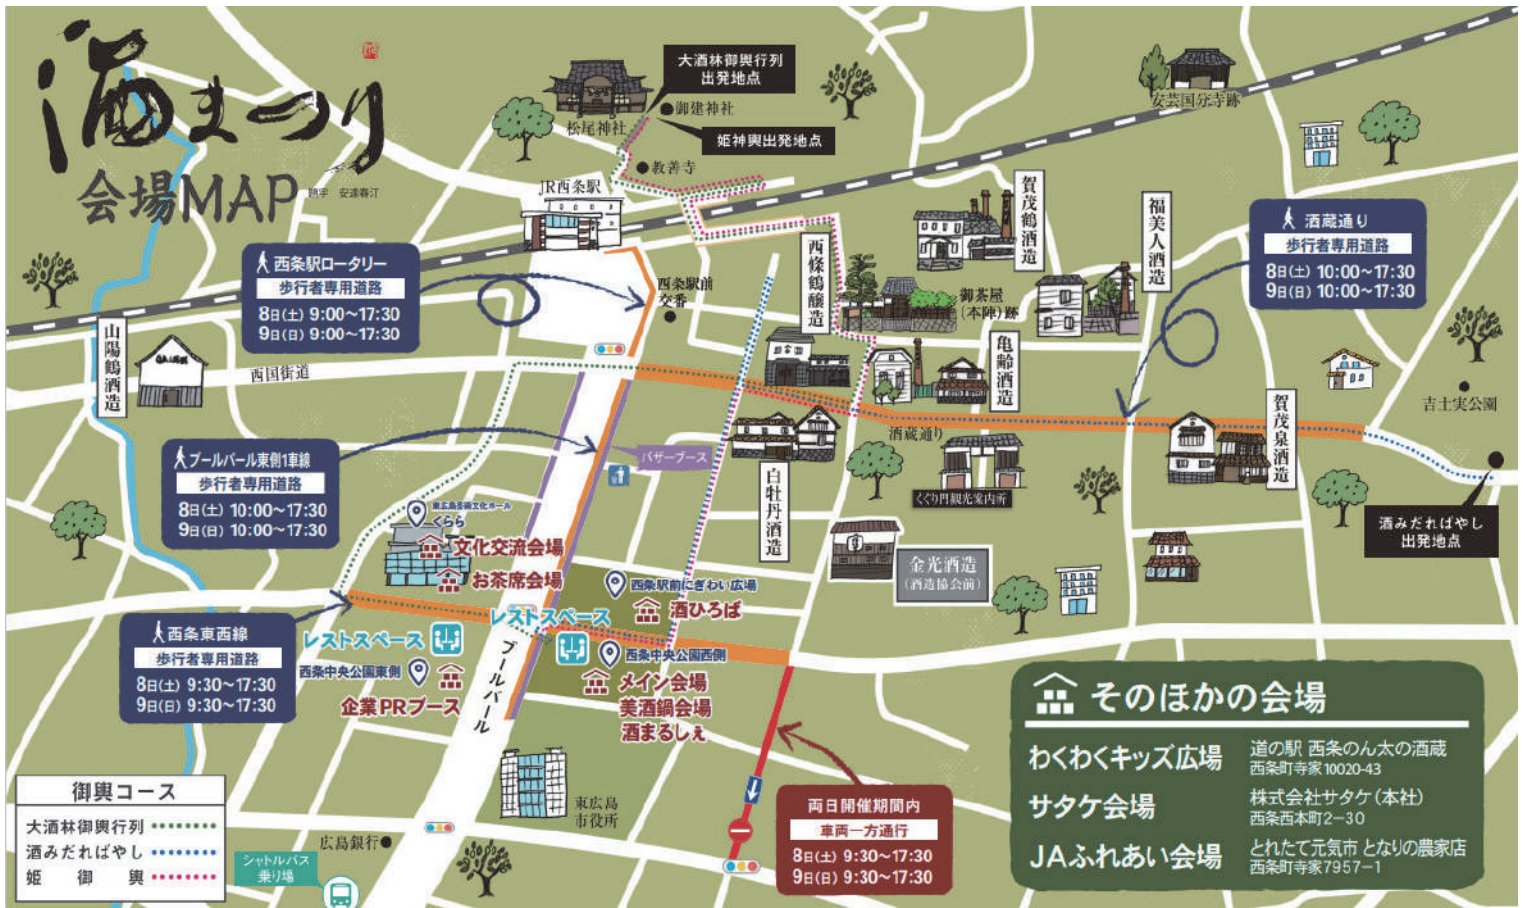 酒まつり
会場MAP
題字 安達春汀
大酒林御輿行列
出発地点
御建神社
松尾神社
姫神輿出発地点
教善寺
JR西条駅
安芸国分寺跡
西条駅ロータリー
歩行者専用道路
8日(土) 9:00〜17:30
9日(日) 9:00〜17:30
西条駅前
交番
西條鶴醸造
賀茂鶴酒造
御茶屋
(本陣)跡
福美人酒造
酒蔵通り
歩行者専用道路
8日(土) 10:00〜17:30
9日(日) 10:00〜17:30
山陽鶴酒造
西国街道
亀齢酒造
吉土実公園
酒蔵通り
賀茂泉酒造
プールバール東側1車線
歩行者専用道路
8日(土) 10:00〜17:30
9日(日) 10:00〜17:30
バザーブース
白牡丹酒造
くぐり門観光案内所
酒みだればやし
出発地点
東広島芸術文化ホール
くらら
文化交流会場
お茶席会場
金光酒造
(酒造協会前)
西条駅前にぎわい広場
酒ひろば
レストスペース
西条東西線
歩行者専用道路
8日(土) 9:30〜17:30
9日(日) 9:30〜17:30
レストスペース
西条中央公園東側
企業PRブース
ブールバール
西条中央公園西側
メイン会場
美酒鍋会場
酒まるしぇ
そのほかの会場
わくわくキッズ広場 道の駅 西条のん太の酒蔵
西条町寺家10020-43
サタケ会場 株式会社サタケ(本社)
西条西本町2−30
JAふれあい会場 とれたて元気市 となりの農家店
西条町寺家7957−1
御輿コース
大酒林御輿行列
酒みだればやし
姫御輿
東広島
市役所
広島銀行
シャトルバス
乗り場
両日開催期間内
車両一方通行
8日(土) 9:30〜17:30
9日(日) 9:30〜17:30